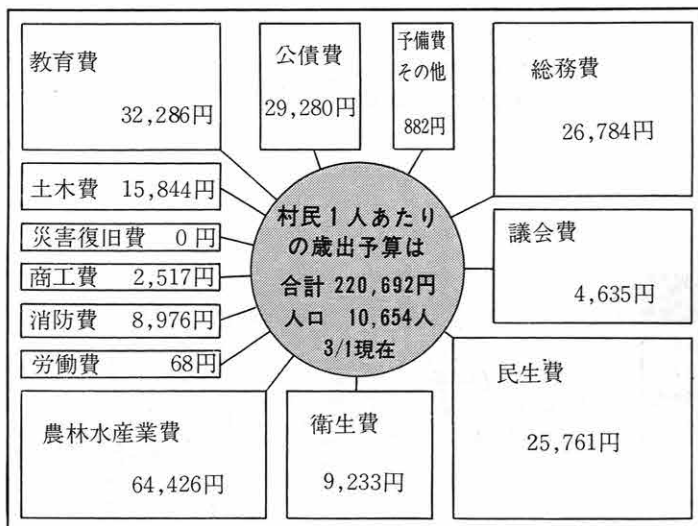 教育費
32,286円
公債費
29,280円
予備費
その他
882円
総務費
26,784円
土木費 15,844円
災害復旧費 0円
商工費 2,517円
消防費 8,976円
労働費 68円
村民1人あたり
の歳出予算は
合計 220,692円
人口 10,654人
3/1現在
議会費
4,635円
農林水産業費
64,426円
衛生費
9,233円
民生費
25,761円